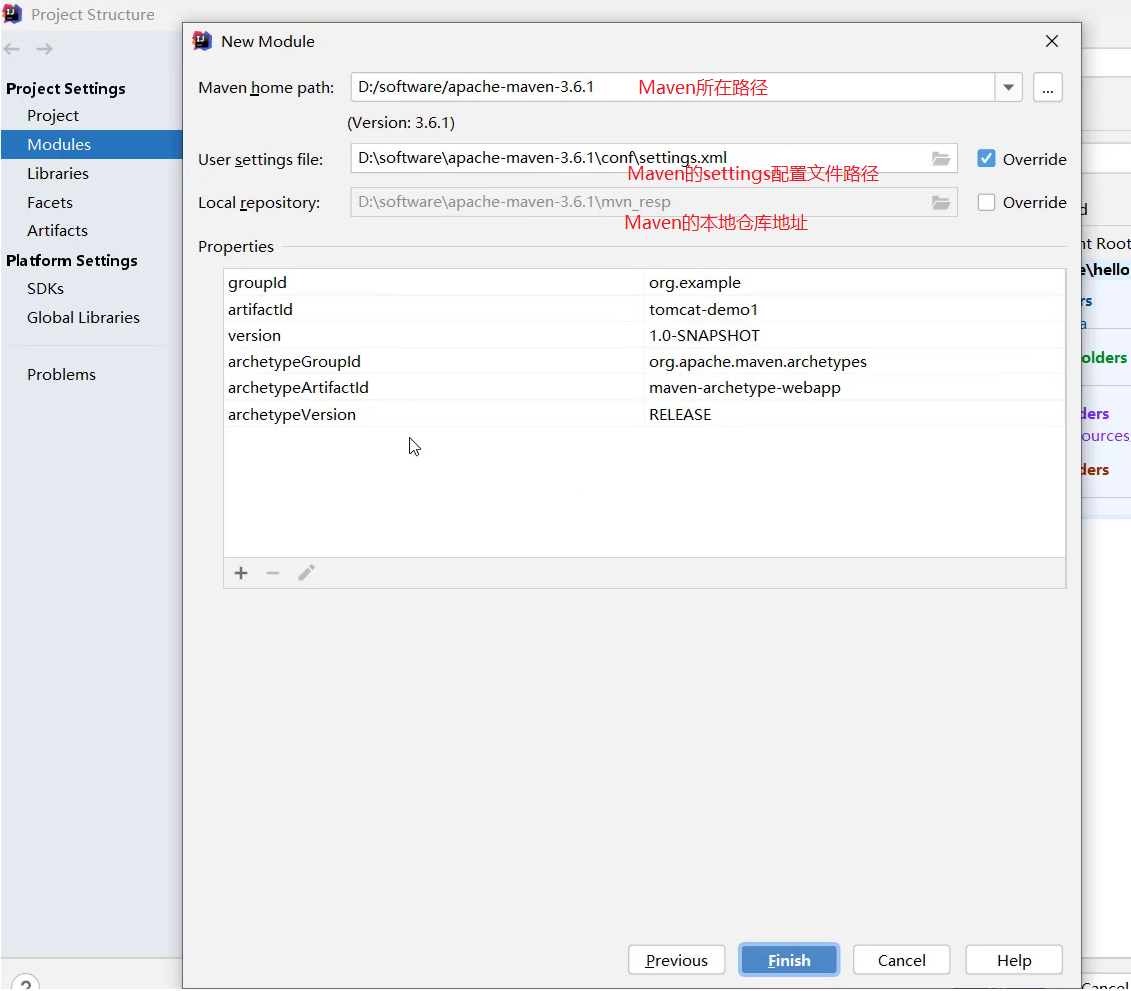 Project Structure
New Module
Project Settings
Project
Modules
Libraries
Facets
Artifacts
Platform Settings
SDKs
Global Libraries
Problems
Maven home path: D:/software/apache-maven-3.6.1 Maven所在路径 ...
(Version: 3.6.1)
User settings file: D:\software\apache-maven-3.6.1\conf\settings.xml Override
Maven的settings配置文件路径
Local repository: D:\software\apache-maven-3.6.1\mvn_resp Override
Maven的本地仓库地址
Properties
groupId org.example
artifactId tomcat-demo1
version 1.0-SNAPSHOT
archetypeGroupId org.apache.maven.archetypes
archetypeArtifactId maven-archetype-webapp
archetypeVersion RELEASE
Previous Finish Cancel Help
d
nt Root
e\hello
rs
a
olders
ders
ources
ders
?
Cancel